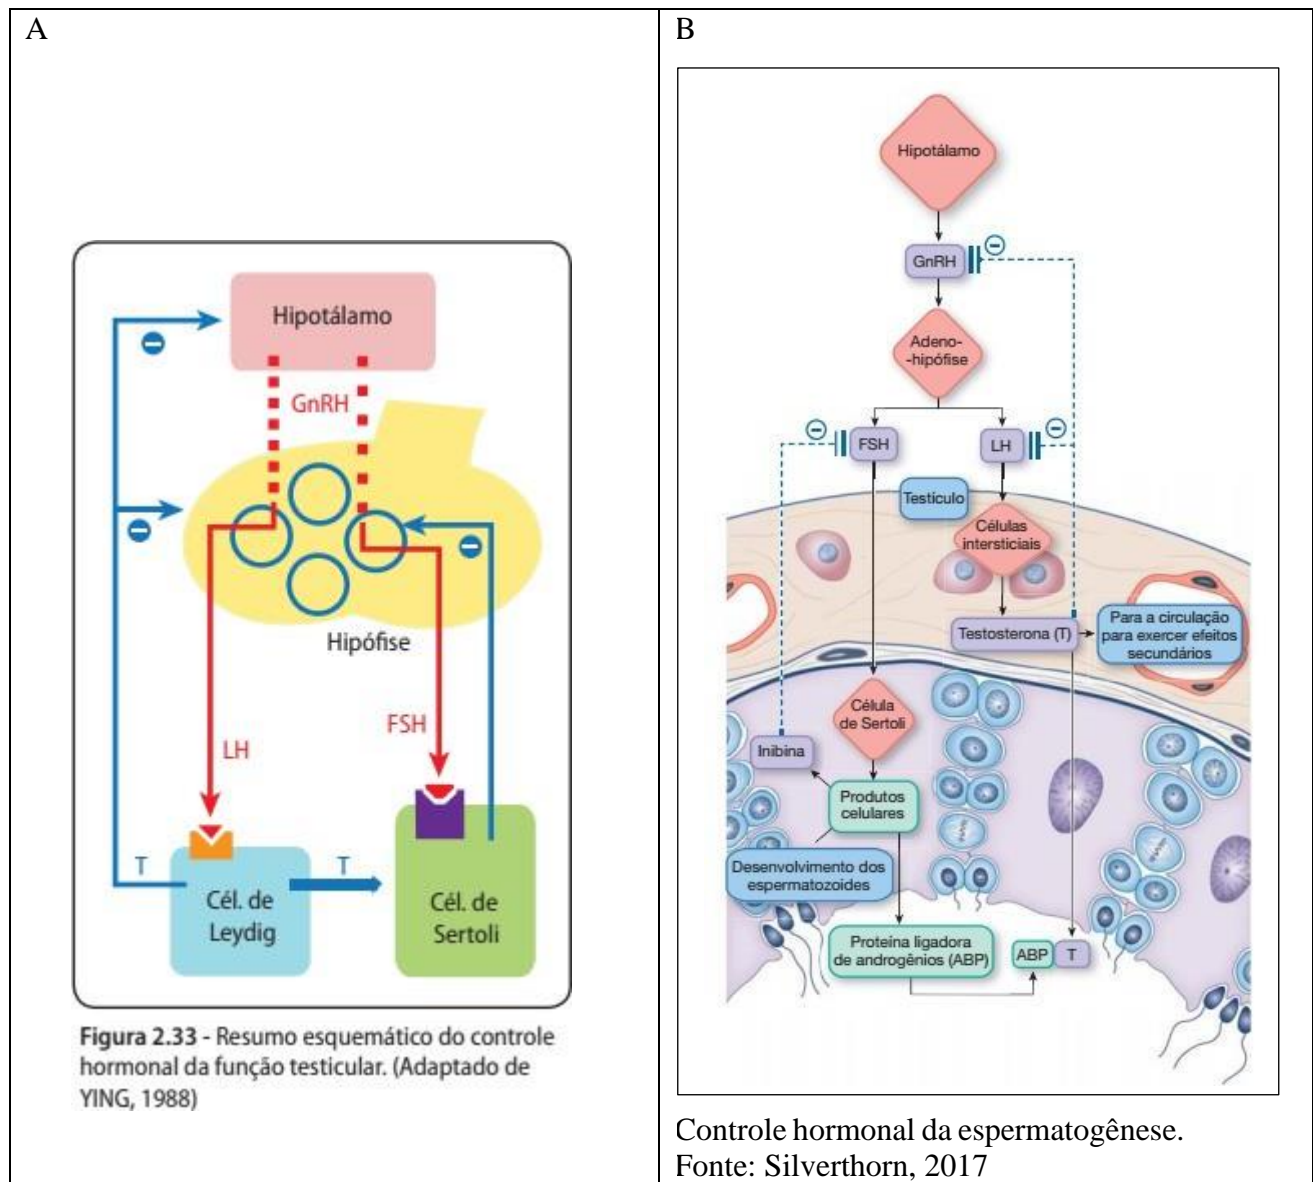 A
Hipotálamo
GnRH
Hipófise
LH
FSH
T
T
Cél. de
Leydig
Cél. de
Sertoli
Figura 2.33 - Resumo esquemático do controle
hormonal da função testicular. (Adaptado de
YING, 1988)
B
Hipotálamo
GnRH
Adeno-
-hipófise
FSH
LH
Testículo
Células
intersticiais
Testosterona (T)
Para a circulação
para exercer efeitos
secundários
Célula
de Sertoli
Inibina
Produtos
celulares
Desenvolvimento dos
espermatozoides
Proteína ligadora
de androgênios (ABP)
ABP
T
Controle hormonal da espermatogênese.
Fonte: Silverthorn, 2017